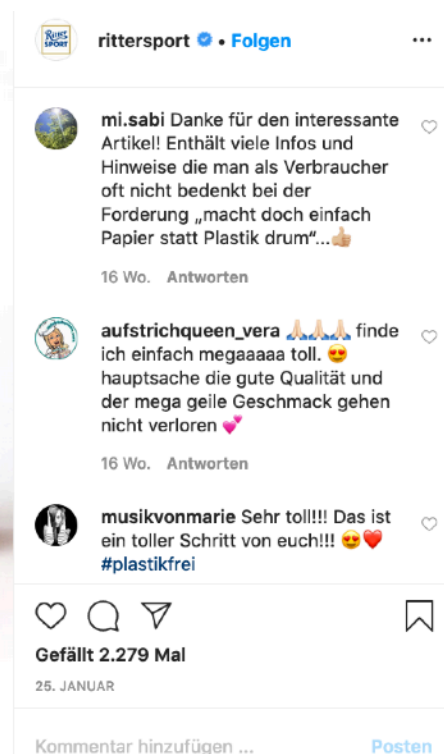 Ritter
SPORT
rittersport • Folgen
mi.sabi Danke für den interessante
Artikel! Enthält viele Infos und
Hinweise die man als Verbraucher
oft nicht bedenkt bei der
Forderung „macht doch einfach
Papier statt Plastik drum“...👍🏼
16 Wo. Antworten
aufstrichqueen_vera 🙏🏻🙏🏻🙏🏻 finde
ich einfach megaaaaa toll. 😍
hauptsache die gute Qualität und
der mega geile Geschmack gehen
nicht verloren 💕
16 Wo. Antworten
musikvonmarie Sehr toll!!! Das ist
ein toller Schritt von euch!!! 😍❤️
#plastikfrei
Gefällt 2.279 Mal
25. JANUAR
Kommentar hinzufügen ... Posten